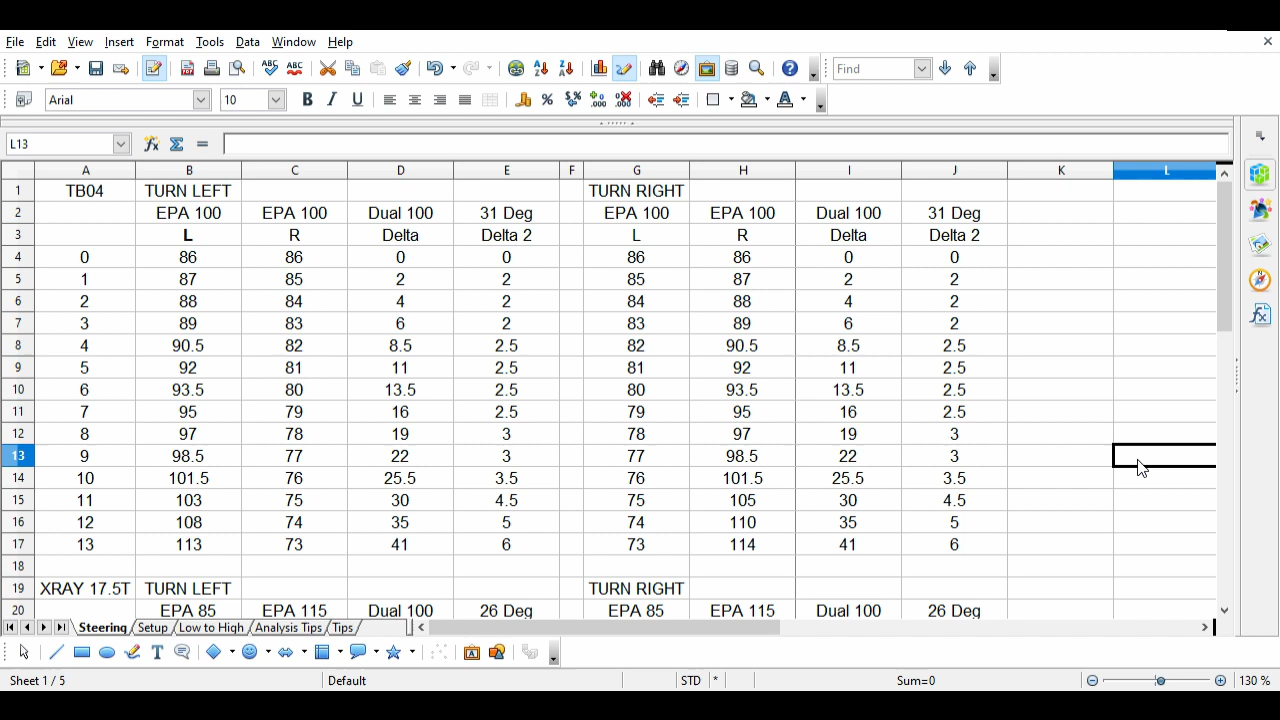 File Edit View Insert Format Tools Data Window Help
Find
Arial 10
L13
A B C D E F G H I J K L
1 TB04 TURN LEFT TURN RIGHT
2 EPA 100 EPA 100 Dual 100 31 Deg EPA 100 EPA 100 Dual 100 31 Deg
3 L R Delta Delta 2 L R Delta Delta 2
4 0 86 86 0 0 86 86 0 0
5 1 87 85 2 2 85 87 2 2
6 2 88 84 4 2 84 88 4 2
7 3 89 83 6 2 83 89 6 2
8 4 90.5 82 8.5 2.5 82 90.5 8.5 2.5
9 5 92 81 11 2.5 81 92 11 2.5
10 6 93.5 80 13.5 2.5 80 93.5 13.5 2.5
11 7 95 79 16 2.5 79 95 16 2.5
12 8 97 78 19 3 78 97 19 3
13 9 98.5 77 22 3 77 98.5 22 3
14 10 101.5 76 25.5 3.5 76 101.5 25.5 3.5
15 11 103 75 30 4.5 75 105 30 4.5
16 12 108 74 35 5 74 110 35 5
17 13 113 73 41 6 73 114 41 6
18
19 XRAY 17.5T TURN LEFT TURN RIGHT
20 EPA 85 EPA 115 Dual 100 26 Deg EPA 85 EPA 115 Dual 100 26 Deg
Steering Setup Low to High Analysis Tips Tips
Sheet 1 / 5 Default STD * Sum=0 130 %